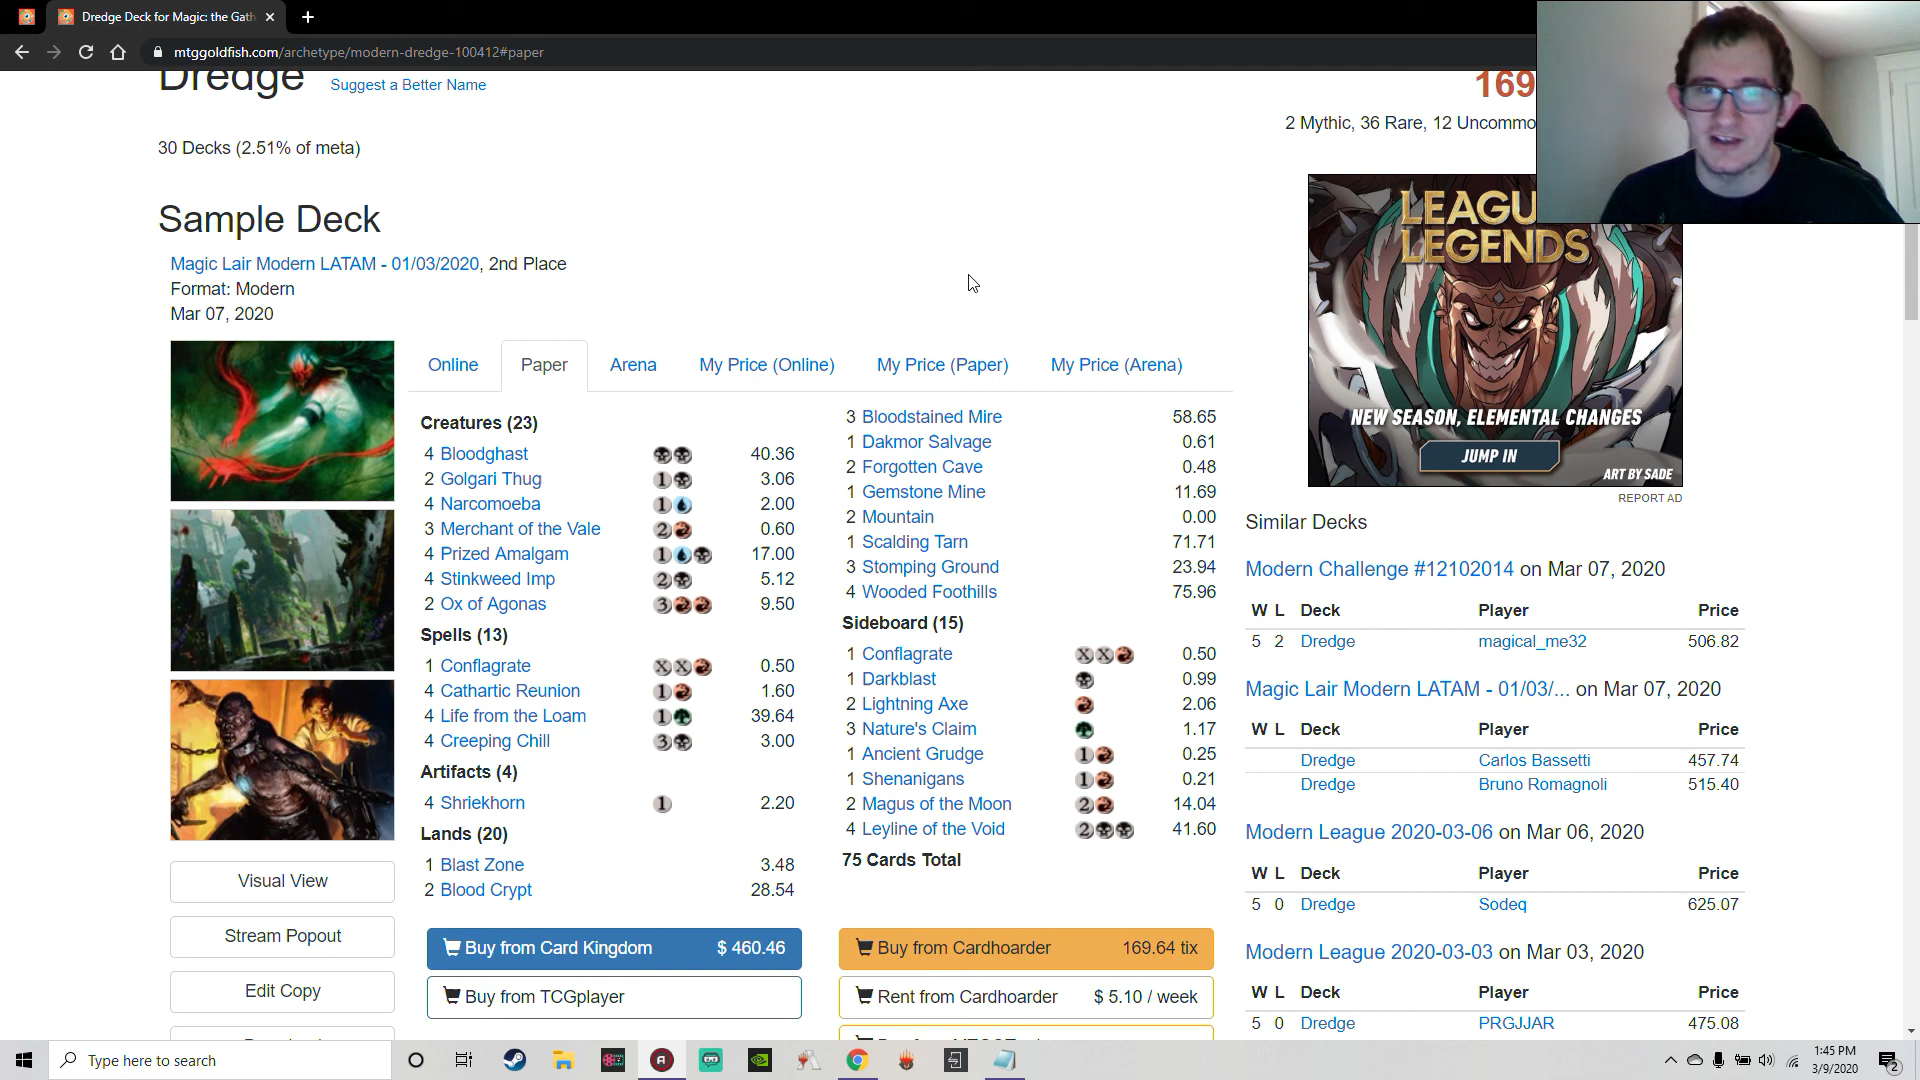 Dredge Deck for Magic: the Gath
mtggoldfish.com/archetype/modern-dredge-100412#paper
Dredge Suggest a Better Name
169
2 Mythic, 36 Rare, 12 Uncommo
30 Decks (2.51% of meta)
Sample Deck
Magic Lair Modern LATAM - 01/03/2020, 2nd Place
Format: Modern
Mar 07, 2020
Online Paper Arena My Price (Online) My Price (Paper) My Price (Arena)
Creatures (23)
4 Bloodghast 40.36
2 Golgari Thug 1 3.06
4 Narcomoeba 1 2.00
3 Merchant of the Vale 2 0.60
4 Prized Amalgam 1 17.00
4 Stinkweed Imp 2 5.12
2 Ox of Agonas 3 9.50
Spells (13)
1 Conflagrate X X 0.50
4 Cathartic Reunion 1 1.60
4 Life from the Loam 1 39.64
4 Creeping Chill 3 3.00
Artifacts (4)
4 Shriekhorn 1 2.20
Lands (20)
1 Blast Zone 3.48
2 Blood Crypt 28.54
3 Bloodstained Mire 58.65
1 Dakmor Salvage 0.61
2 Forgotten Cave 0.48
1 Gemstone Mine 11.69
2 Mountain 0.00
1 Scalding Tarn 71.71
3 Stomping Ground 23.94
4 Wooded Foothills 75.96
Sideboard (15)
1 Conflagrate X X 0.50
1 Darkblast 0.99
2 Lightning Axe 2.06
3 Nature's Claim 1.17
1 Ancient Grudge 1 0.25
1 Shenanigans 1 0.21
2 Magus of the Moon 2 14.04
4 Leyline of the Void 2 41.60
75 Cards Total
Visual View
Stream Popout
Edit Copy
Buy from Card Kingdom $ 460.46
Buy from TCGplayer
Buy from Cardhoarder 169.64 tix
Rent from Cardhoarder $ 5.10 / week
LEAGU
LEGENDS
NEW SEASON, ELEMENTAL CHANGES
JUMP IN
ART BY SADE
REPORT AD
Similar Decks
Modern Challenge #12102014 on Mar 07, 2020
W L Deck Player Price
5 2 Dredge magical_me32 506.82
Magic Lair Modern LATAM - 01/03/... on Mar 07, 2020
W L Deck Player Price
Dredge Carlos Bassetti 457.74
Dredge Bruno Romagnoli 515.40
Modern League 2020-03-06 on Mar 06, 2020
W L Deck Player Price
5 0 Dredge Sodeq 625.07
Modern League 2020-03-03 on Mar 03, 2020
W L Deck Player Price
5 0 Dredge PRGJJAR 475.08
Type here to search
1:45 PM
3/9/2020
2